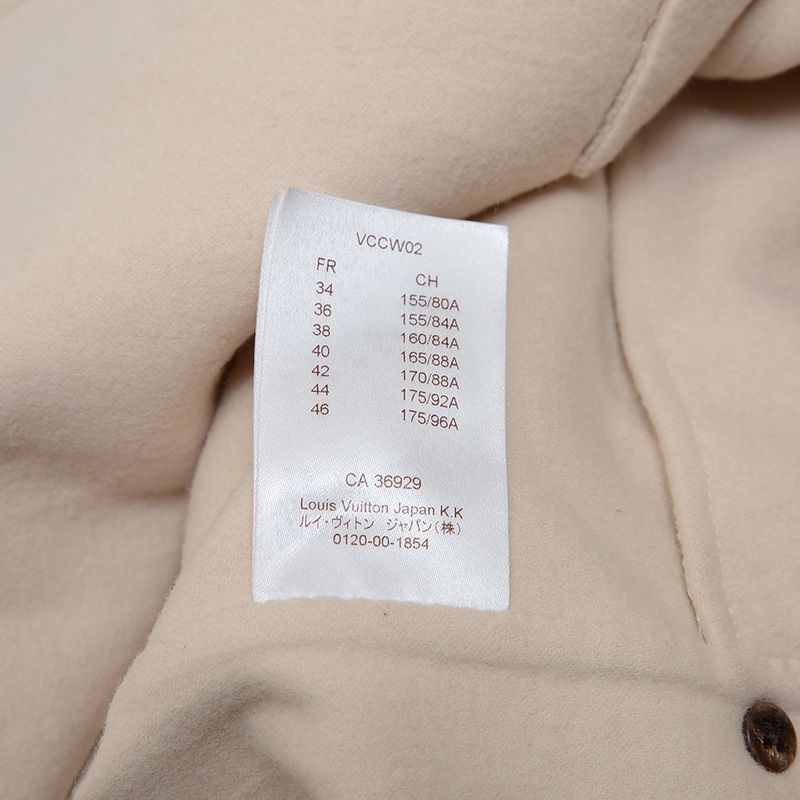 VCCW02
FR CH
34 155/80A
36 155/84A
38 160/84A
40 165/88A
42 170/88A
44 175/92A
46 175/96A
CA 36929
Louis Vuitton Japan K.K
ルイ・ヴィトン ジャパン(株)
0120-00-1854